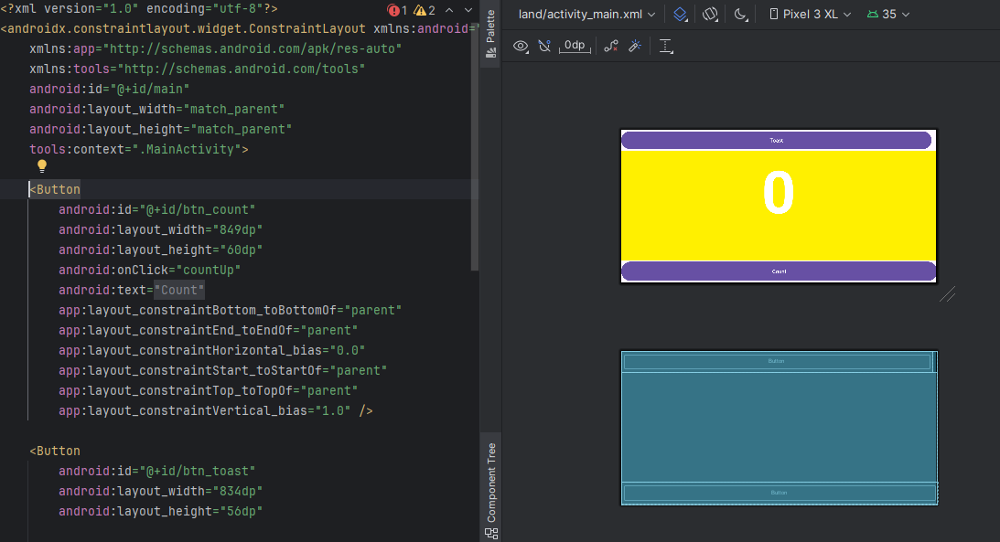 <?xml version="1.0" encoding="utf-8"?>
1 2
<androidx.constraintlayout.widget.ConstraintLayout xmlns:android="
xmlns:app="http://schemas.android.com/apk/res-auto"
xmlns:tools="http://schemas.android.com/tools"
android:id="@+id/main"
android:layout_width="match_parent"
android:layout_height="match_parent"
tools:context=".MainActivity">
<Button
android:id="@+id/btn_count"
android:layout_width="849dp"
android:layout_height="60dp"
android:onClick="countUp"
android:text="Count"
app:layout_constraintBottom_toBottomOf="parent"
app:layout_constraintEnd_toEndOf="parent"
app:layout_constraintHorizontal_bias="0.0"
app:layout_constraintStart_toStartOf="parent"
app:layout_constraintTop_toTopOf="parent"
app:layout_constraintVertical_bias="1.0" />
<Button
android:id="@+id/btn_toast"
android:layout_width="834dp"
android:layout_height="56dp"
Palette
Component Tree
land/activity_main.xml
Pixel 3 XL
35
0dp
Toast
0
Count
Button
Button